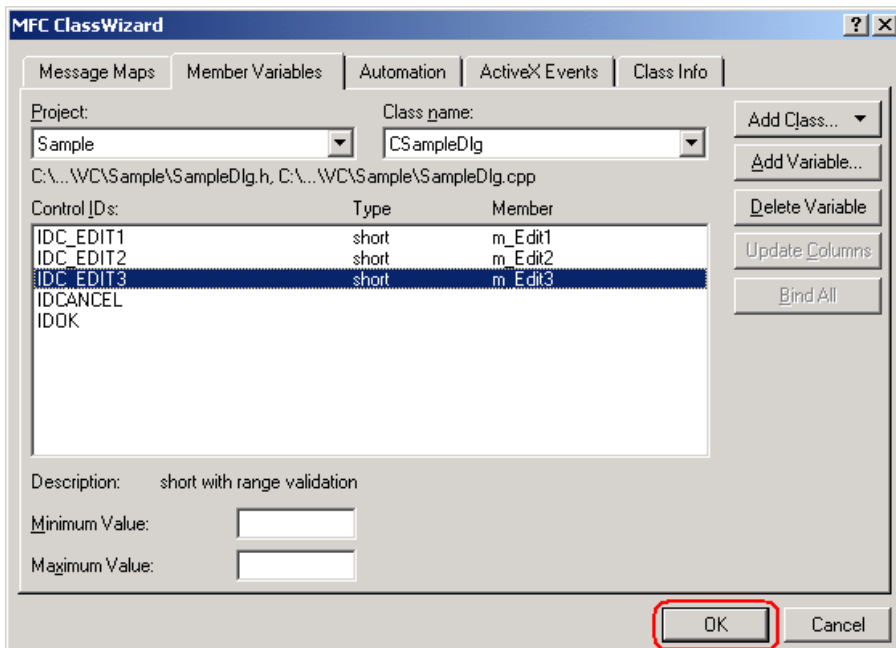 MFC ClassWizard
Message Maps Member Variables Automation ActiveX Events Class Info
Project: Class name:
Sample CSampleDlg
Add Class...
C:\...\VC\Sample\SampleDlg.h, C:\...\VC\Sample\SampleDlg.cpp
Add Variable...
Control IDs: Type Member
Delete Variable
IDC_EDIT1 short m_Edit1
IDC_EDIT2 short m_Edit2
Update Columns
IDC_EDIT3 short m_Edit3
IDCANCEL
Bind All
IDOK
Description: short with range validation
Minimum Value:
Maximum Value:
OK Cancel